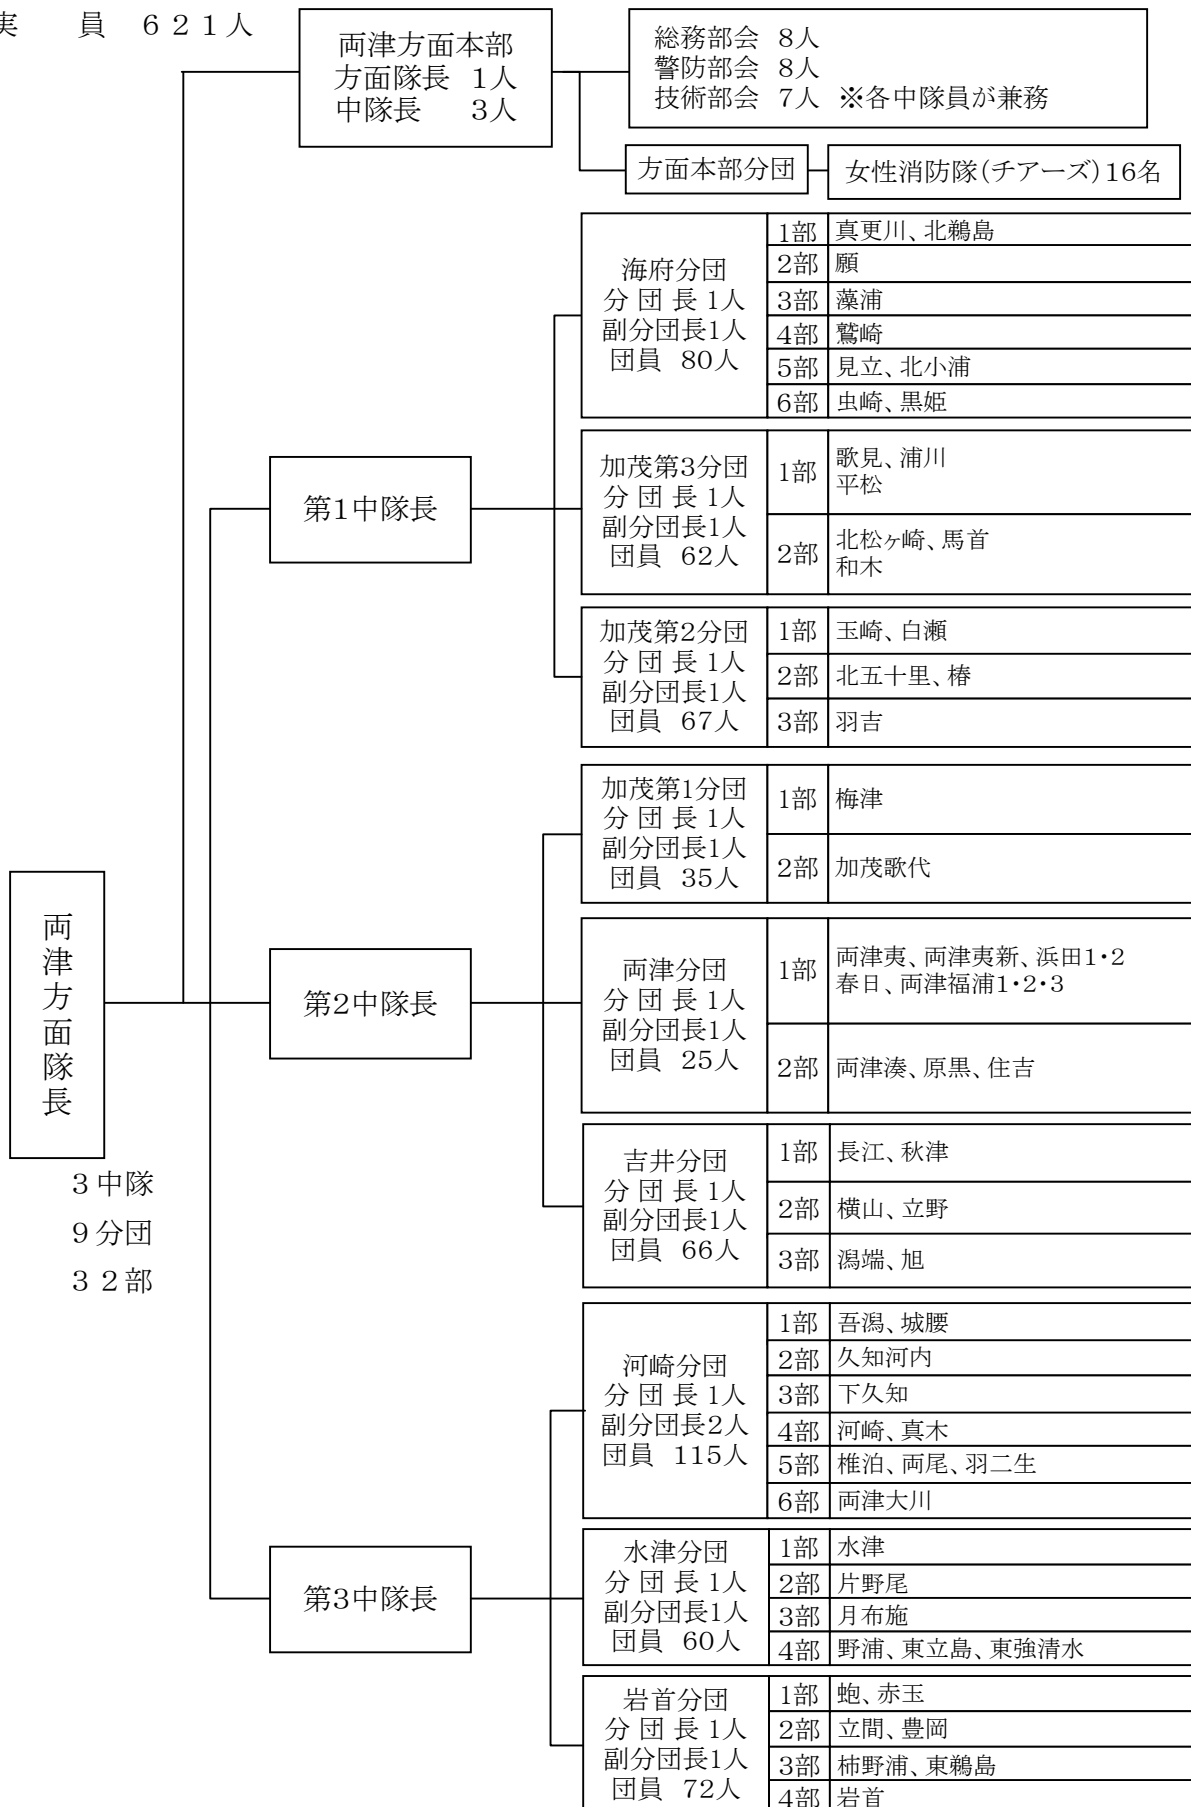 実　員　６２１人
両津方面本部
方面隊長 1人
中隊長 3人
総務部会 8人
警防部会 8人
技術部会 7人 ※各中隊員が兼務
方面本部分団
女性消防隊(チアーズ)16名
両津方面隊長
３中隊
９分団
３２部
第1中隊長
海府分団
分 団 長 1人
副分団長1人
団員 80人
1部 真更川、北鵜島
2部 願
3部 藻浦
4部 鷲崎
5部 見立、北小浦
6部 虫崎、黒姫
加茂第3分団
分 団 長 1人
副分団長1人
団員 62人
1部 歌見、浦川
平松
2部 北松ヶ崎、馬首
和木
加茂第2分団
分 団 長 1人
副分団長1人
団員 67人
1部 玉崎、白瀬
2部 北五十里、椿
3部 羽吉
第2中隊長
加茂第1分団
分 団 長 1人
副分団長1人
団員 35人
1部 梅津
2部 加茂歌代
両津分団
分 団 長 1人
副分団長1人
団員 25人
1部 両津夷、両津夷新、浜田1・2
春日、両津福浦1・2・3
2部 両津湊、原黒、住吉
吉井分団
分 団 長 1人
副分団長1人
団員 66人
1部 長江、秋津
2部 横山、立野
3部 潟端、旭
第3中隊長
河崎分団
分 団 長 1人
副分団長2人
団員 115人
1部 吾潟、城腰
2部 久知河内
3部 下久知
4部 河崎、真木
5部 椎泊、両尾、羽二生
6部 両津大川
水津分団
分 団 長 1人
副分団長1人
団員 60人
1部 水津
2部 片野尾
3部 月布施
4部 野浦、東立島、東強清水
岩首分団
分 団 長 1人
副分団長1人
団員 72人
1部 蚫、赤玉
2部 立間、豊岡
3部 柿野浦、東鵜島
4部 岩首